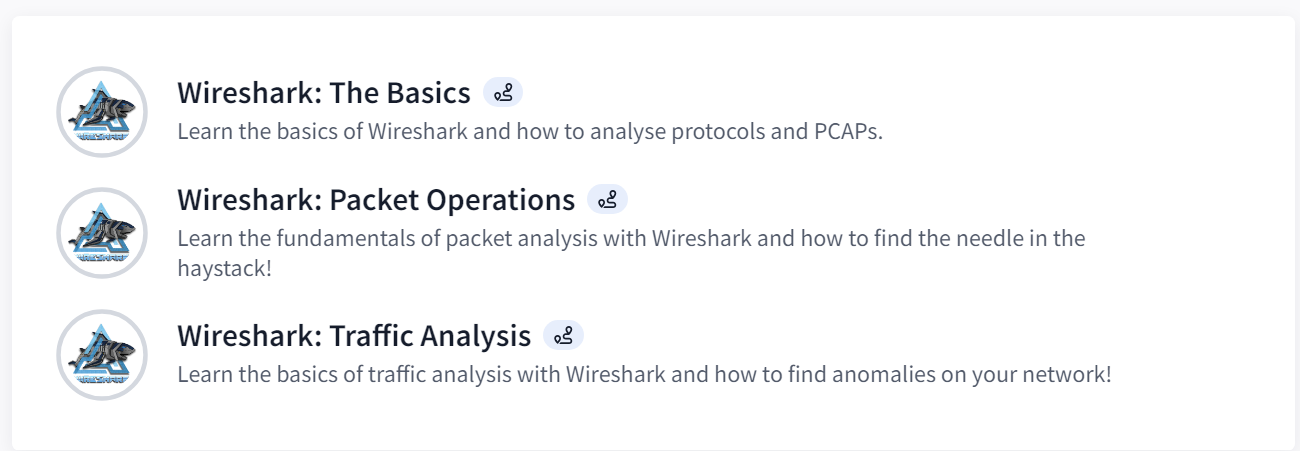 Wireshark: The Basics
Learn the basics of Wireshark and how to analyse protocols and PCAPs.
Wireshark: Packet Operations
Learn the fundamentals of packet analysis with Wireshark and how to find the needle in the
haystack!
Wireshark: Traffic Analysis
Learn the basics of traffic analysis with Wireshark and how to find anomalies on your network!